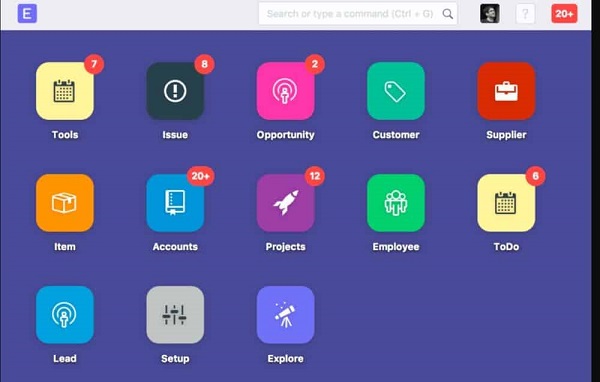 E
Search or type a command (Ctrl + G)
?
20+
7
8
2
Tools
Issue
Opportunity
Customer
Supplier
20+
12
6
Item
Accounts
Projects
Employee
ToDo
Lead
Setup
Explore